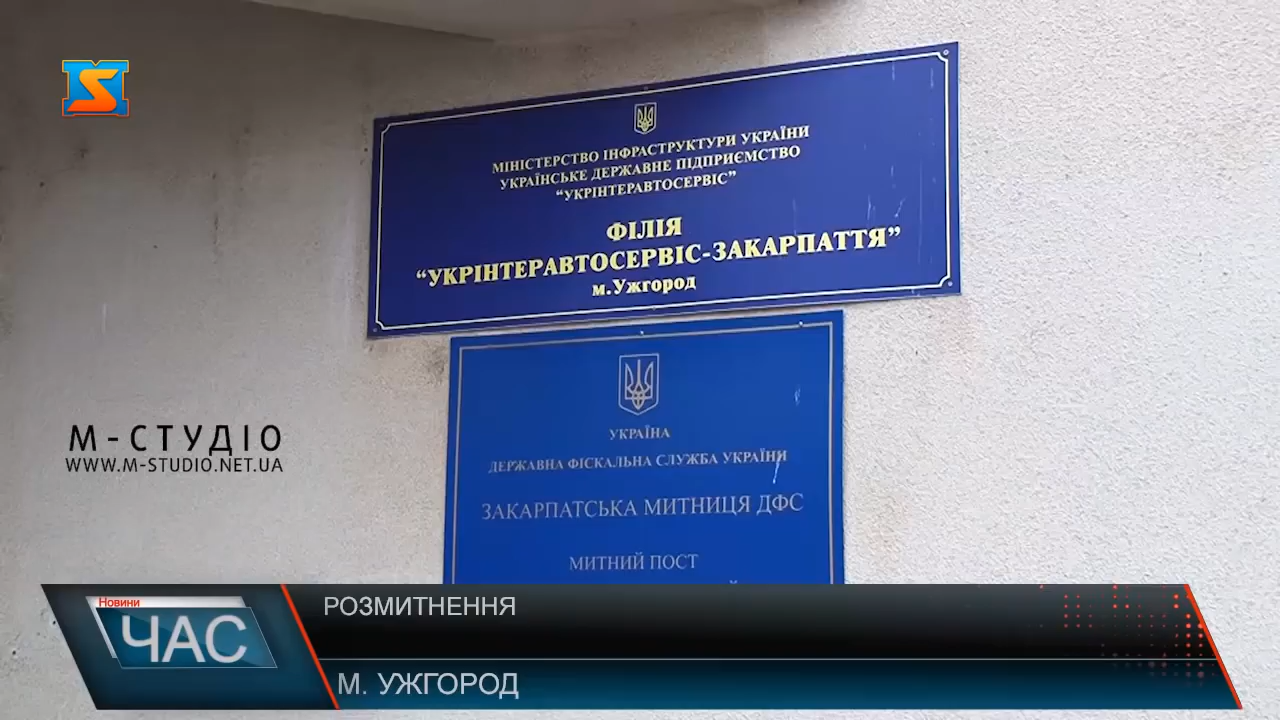 МІНІСТЕРСТВО ІНФРАСТРУКТУРИ УКРАЇНИ
УКРАЇНСЬКЕ ДЕРЖАВНЕ ПІДПРИЄМСТВО
“УКРІНТЕРАВТОСЕРВІС”
ФІЛІЯ
“УКРІНТЕРАВТОСЕРВІС-ЗАКАРПАТТЯ”
м.Ужгород
УКРАЇНА
ДЕРЖАВНА ФІСКАЛЬНА СЛУЖБА УКРАЇНИ
ЗАКАРПАТСЬКА МИТНИЦЯ ДФС
МИТНИЙ ПОСТ
М-СТУДІО
WWW.M-STUDIO.NET.UA
Новини
ЧАС
РОЗМИТНЕННЯ
М. УЖГОРОД